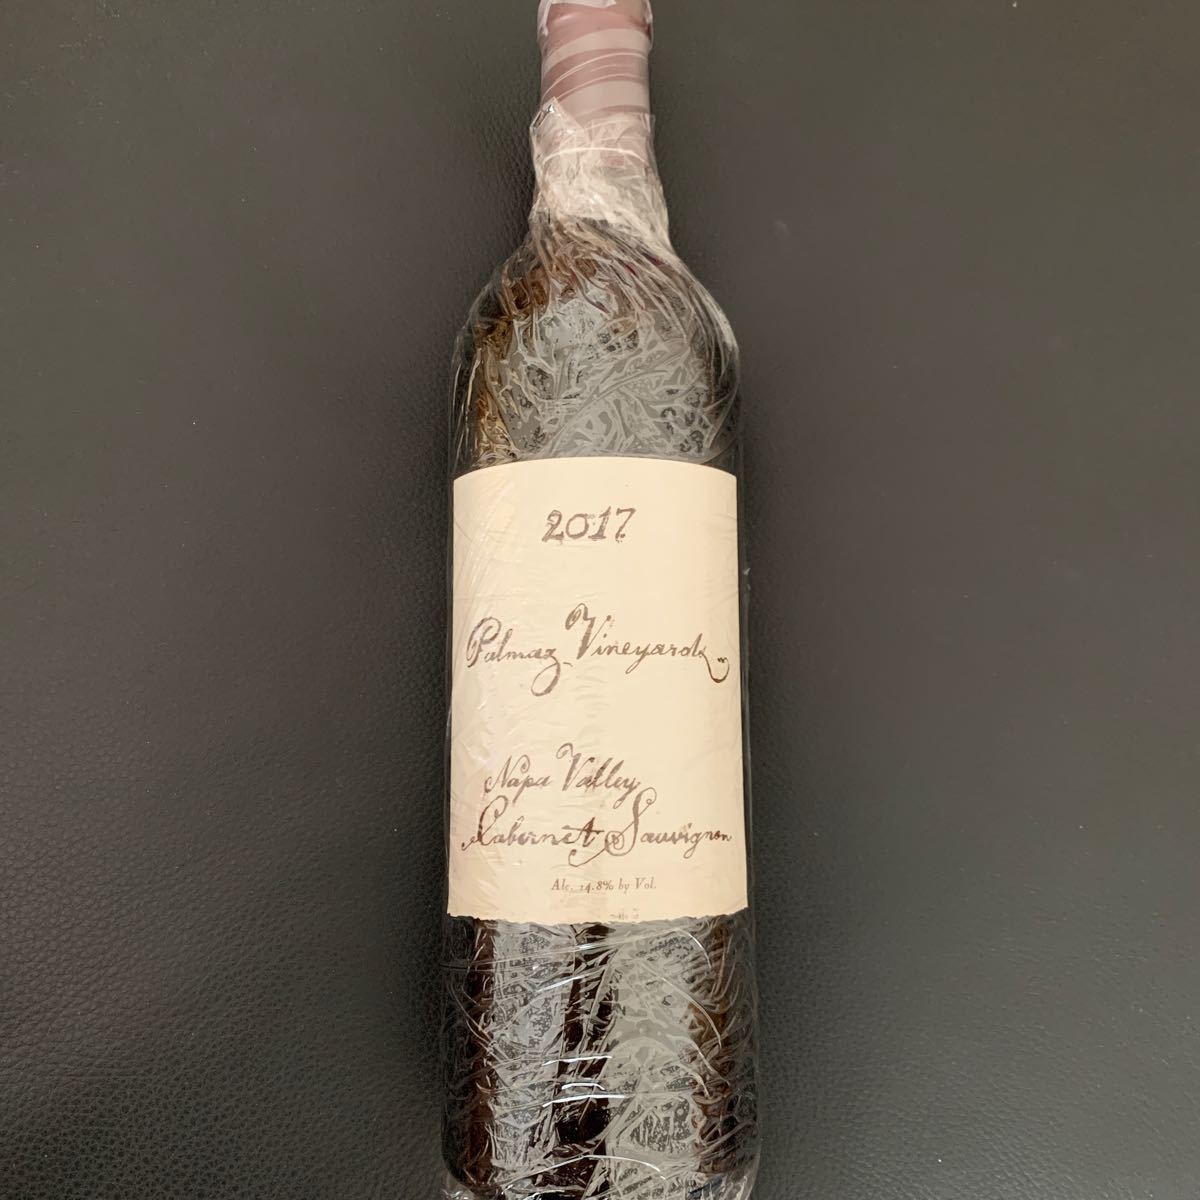 2017
Palmaz Vineyards
Napa Valley
Cabernet Sauvignon
Alc. 14.8% by Vol.